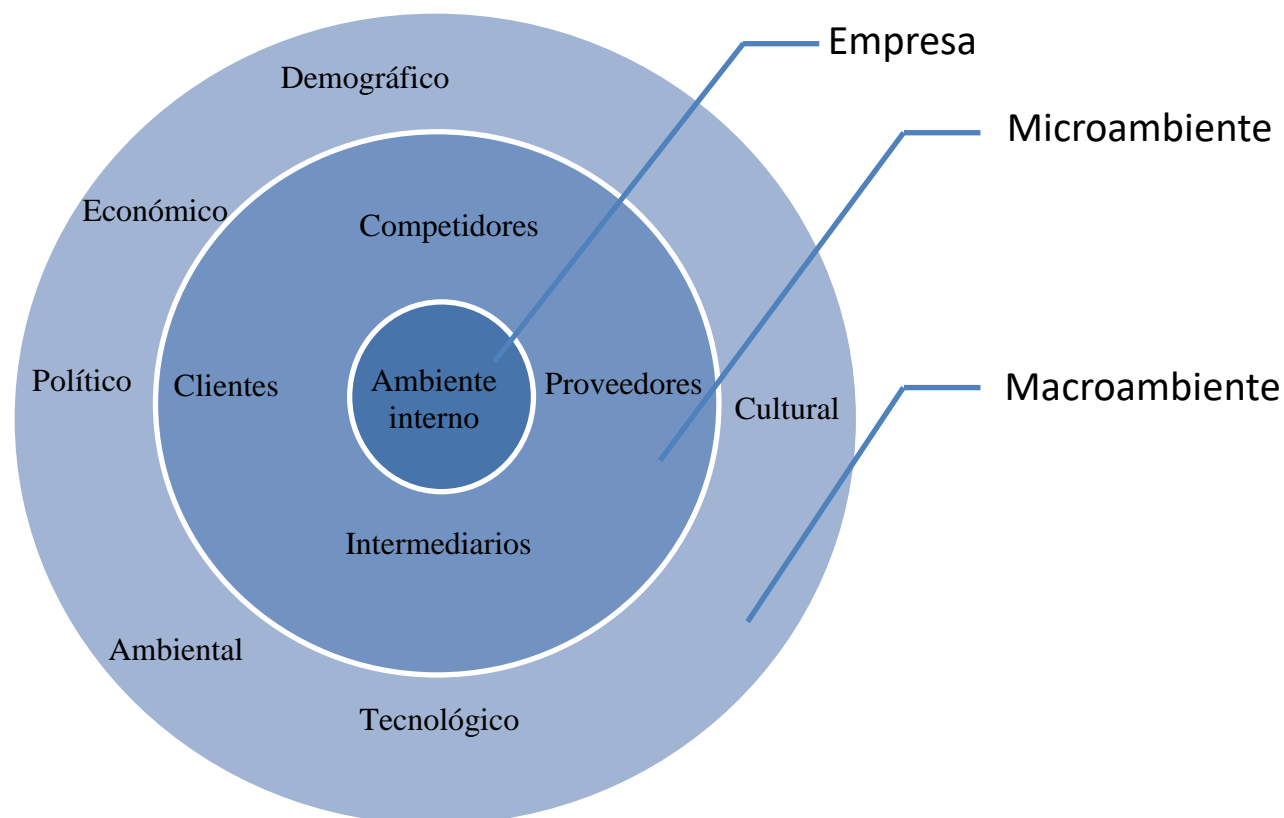 Empresa
Demográfico
Microambiente
Económico
Competidores
Político
Clientes
Ambiente
interno
Proveedores
Cultural
Macroambiente
Intermediarios
Ambiental
Tecnológico